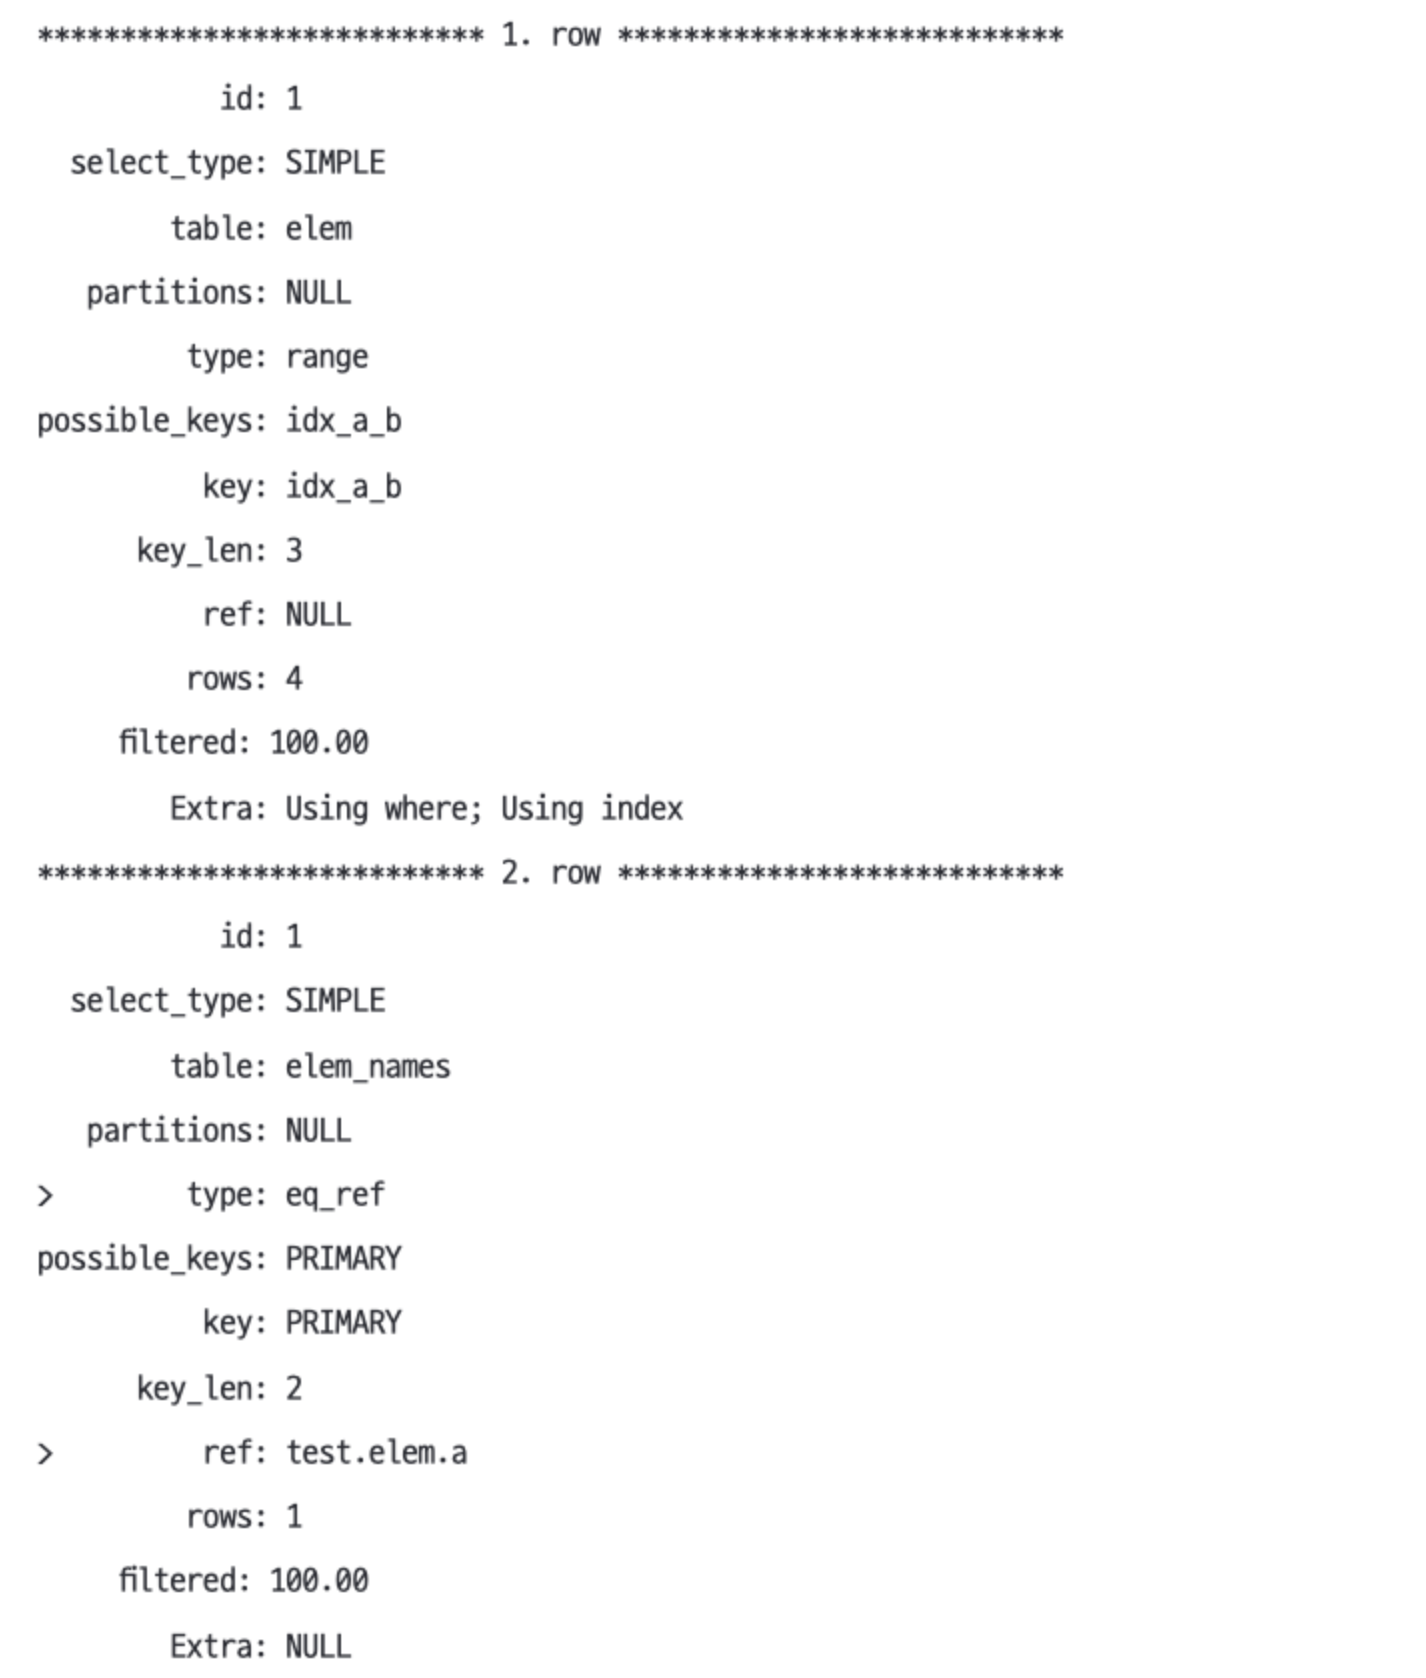 *************************** 1. row ***************************
id: 1
select_type: SIMPLE
table: elem
partitions: NULL
type: range
possible_keys: idx_a_b
key: idx_a_b
key_len: 3
ref: NULL
rows: 4
filtered: 100.00
Extra: Using where; Using index
*************************** 2. row ***************************
id: 1
select_type: SIMPLE
table: elem_names
partitions: NULL
> type: eq_ref
possible_keys: PRIMARY
key: PRIMARY
key_len: 2
> ref: test.elem.a
rows: 1
filtered: 100.00
Extra: NULL